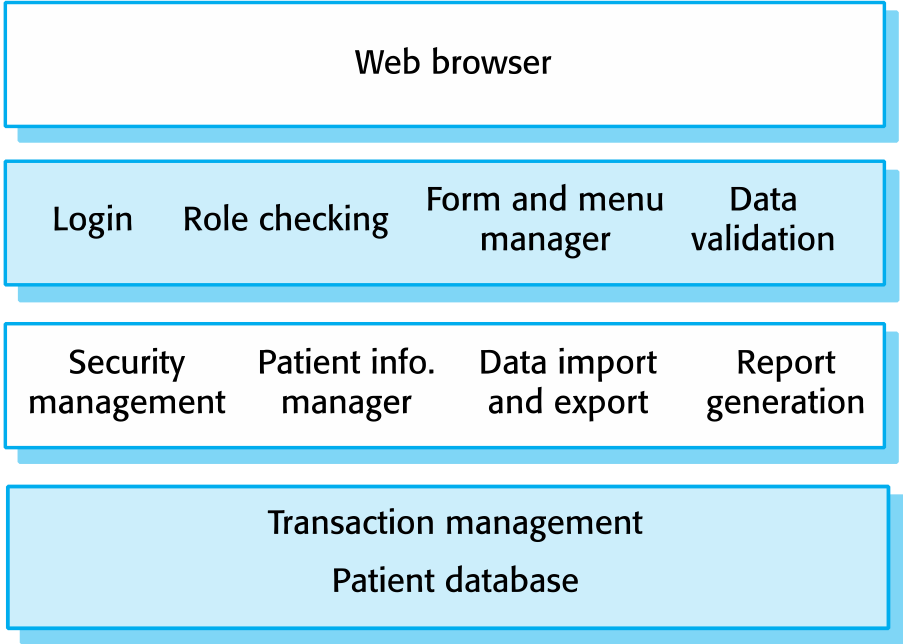 Web browser
Login
Role checking
Form and menu
manager
Data
validation
Security
management
Patient info.
manager
Data import
and export
Report
generation
Transaction management
Patient database